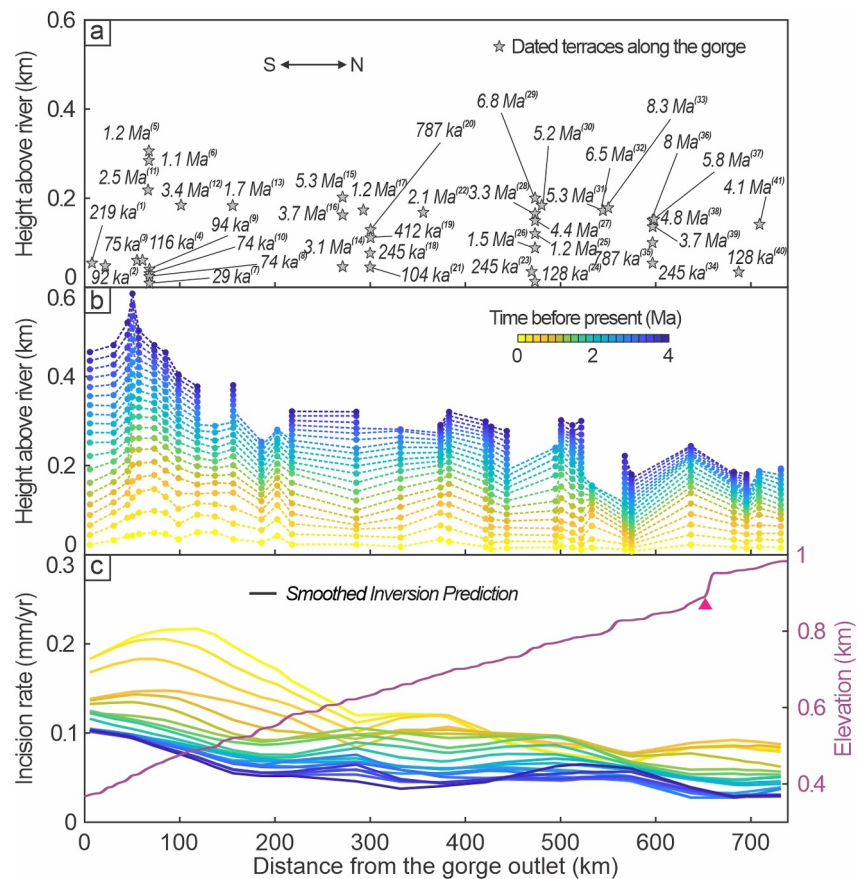 0.6
a
Dated terraces along the gorge
S N
Height above river (km)
0.4
0.2
0
6.8 Ma(29)
8.3 Ma(33)
787 ka(20)
5.2 Ma(30)
8 Ma(36)
1.2 Ma(5)
6.5 Ma(32)
1.1 Ma(6)
5.8 Ma(37)
2.5 Ma(11)
5.3 Ma(15)
4.1 Ma(41)
3.4 Ma(12)
1.7 Ma(13)
1.2 Ma(17)
2.1 Ma(22)
3.3 Ma(28)
5.3 Ma(31)
219 ka(1)
94 ka(9)
3.7 Ma(16)
4.4 Ma(27)
4.8 Ma(38)
75 ka(3)
116 ka(4)
74 ka(10)
3.1 Ma(14)
412 ka(19)
1.5 Ma(26)
3.7 Ma(39)
245 ka(18)
1.2 Ma(25)
787 ka(35)
128 ka(40)
74 ka(8)
245 ka(23)
92 ka(2)
29 ka(7)
104 ka(21)
128 ka(24)
245 ka(34)
b
0.6
Time before present (Ma)
0 2 4
Height above river (km)
0.4
0.2
0
c
0.3
Smoothed Inversion Prediction
Incision rate (mm/yr)
0.2
0.1
0
1
0.8
0.6
0.4
Elevation (km)
0 100 200 300 400 500 600 700
Distance from the gorge outlet (km)